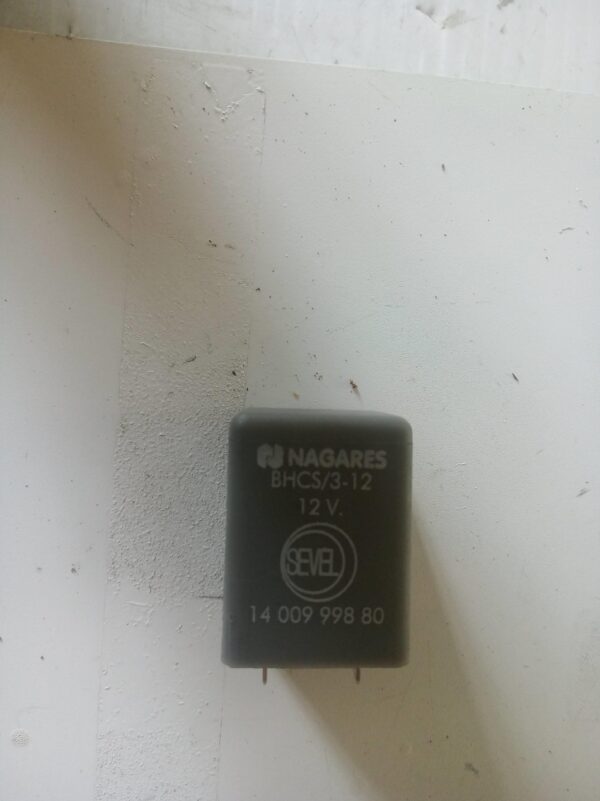 NAGARES
BHCS/3-12
12 V.
SEVEL
14 009 998 80